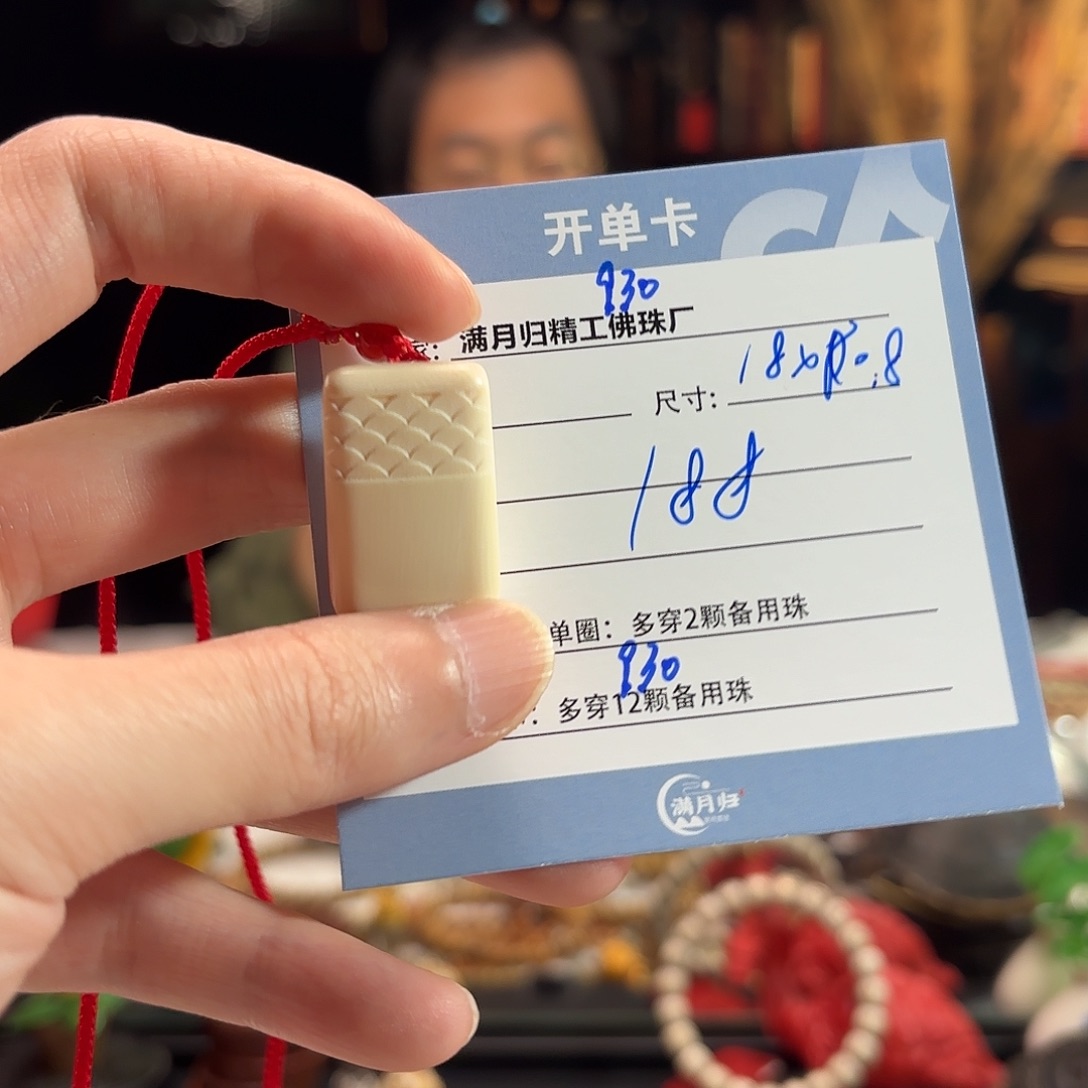 开单卡
930
满月归精工佛珠厂
尺寸:
188
单圈：多穿2颗备用珠
930
多穿12颗备用珠
满月归